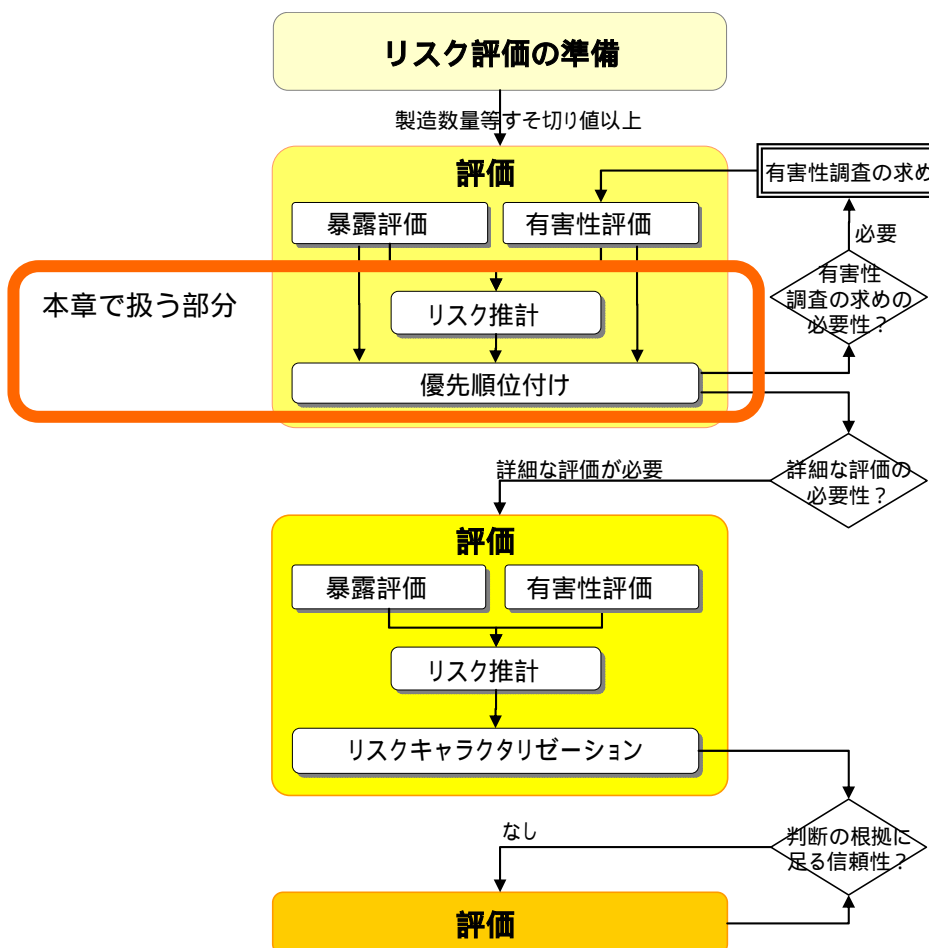 リスク評価の準備
製造数量等すそ切り値以上
評価
有害性調査の求め
暴露評価
有害性評価
必要
有害性
調査の求めの
必要性？
本章で扱う部分
リスク推計
優先順位付け
詳細な評価が必要
詳細な評価の
必要性？
評価
暴露評価
有害性評価
リスク推計
リスクキャラクタリゼーション
なし
判断の根拠に
足る信頼性？
評価